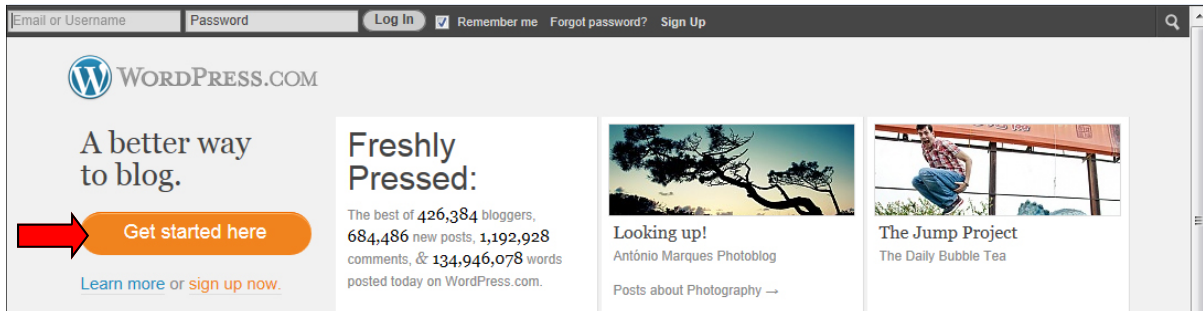 Email or Username Password Log In Remember me Forgot password? Sign Up
WORDPRESS.COM
A better way
to blog.
Get started here
Learn more or sign up now.
Freshly
Pressed:
The best of 426,384 bloggers,
684,486 new posts, 1,192,928
comments, & 134,946,078 words
posted today on WordPress.com.
Looking up!
António Marques Photoblog
Posts about Photography →
The Jump Project
The Daily Bubble Tea